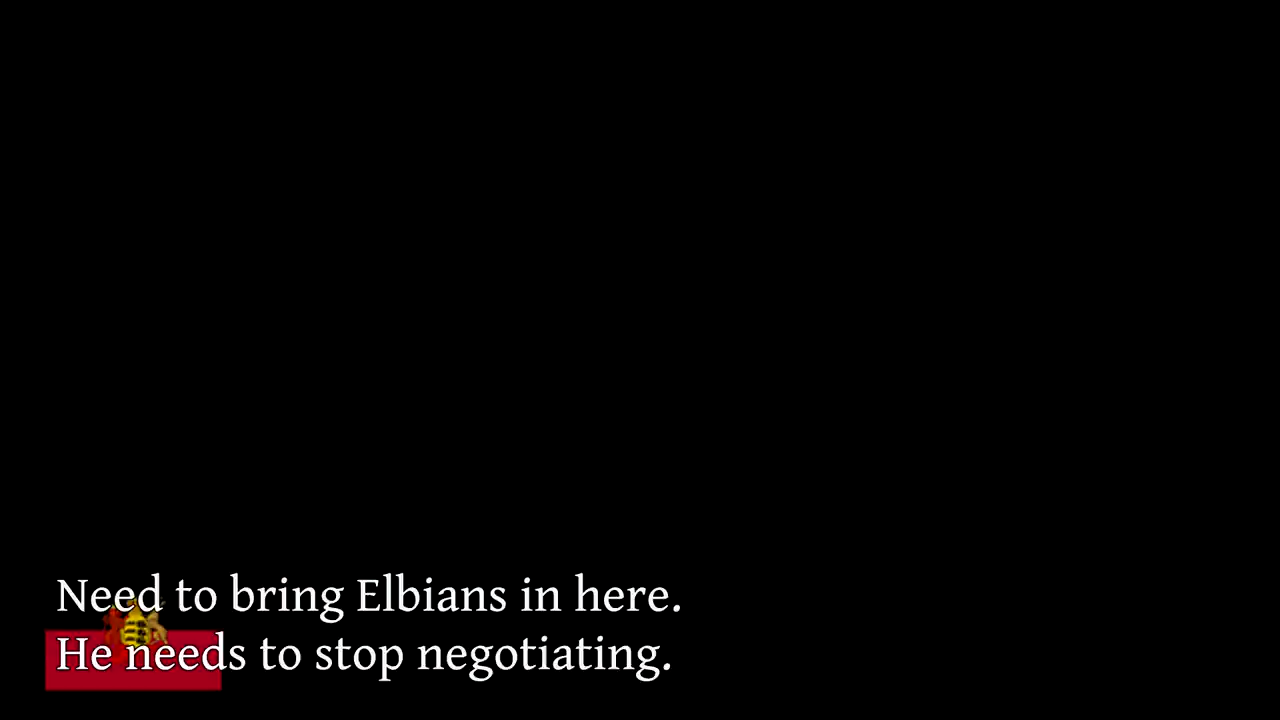 Need to bring Elbians in here.
He needs to stop negotiating.